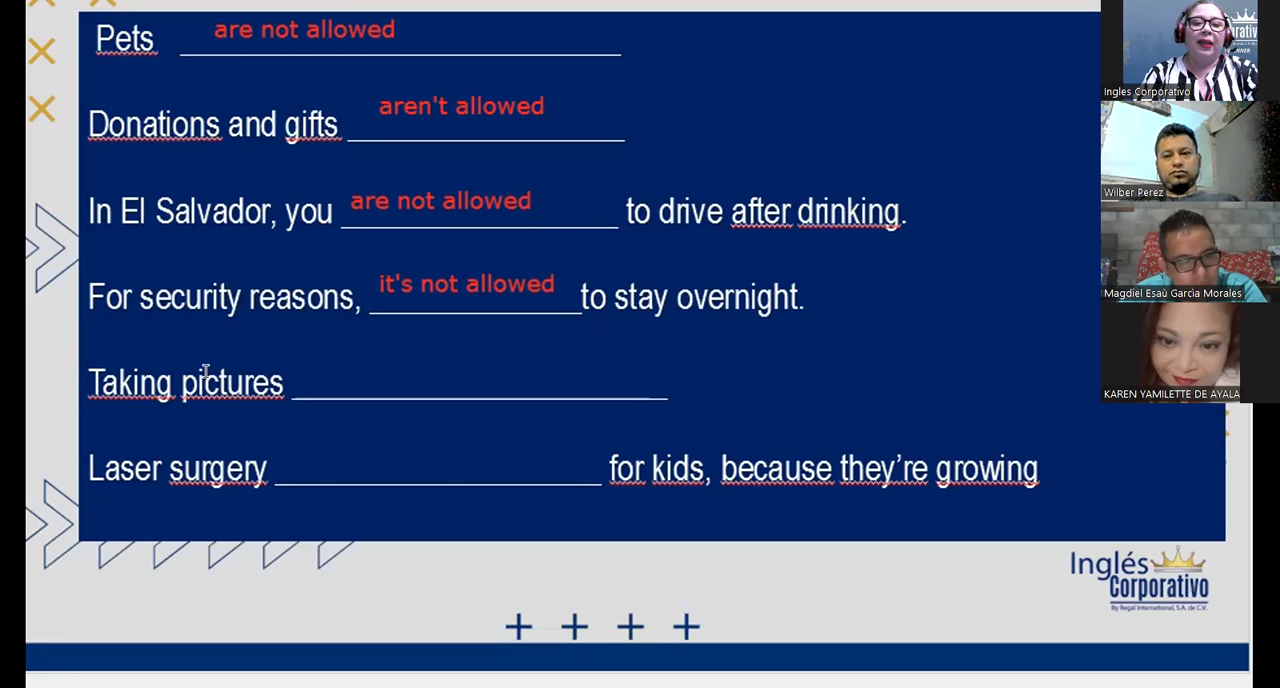 Pets are not allowed
Donations and gifts aren't allowed
In El Salvador, you are not allowed to drive after drinking.
For security reasons, it's not allowed to stay overnight.
Taking pictures
Laser surgery for kids, because they're growing
Ingles Corporativo
Wilber Perez
Magdiel Esaù Garcìa Morales
KAREN YAMILETTE DE AYALA
Inglés
Corporativo
By Regal International, S.A. de C.V.